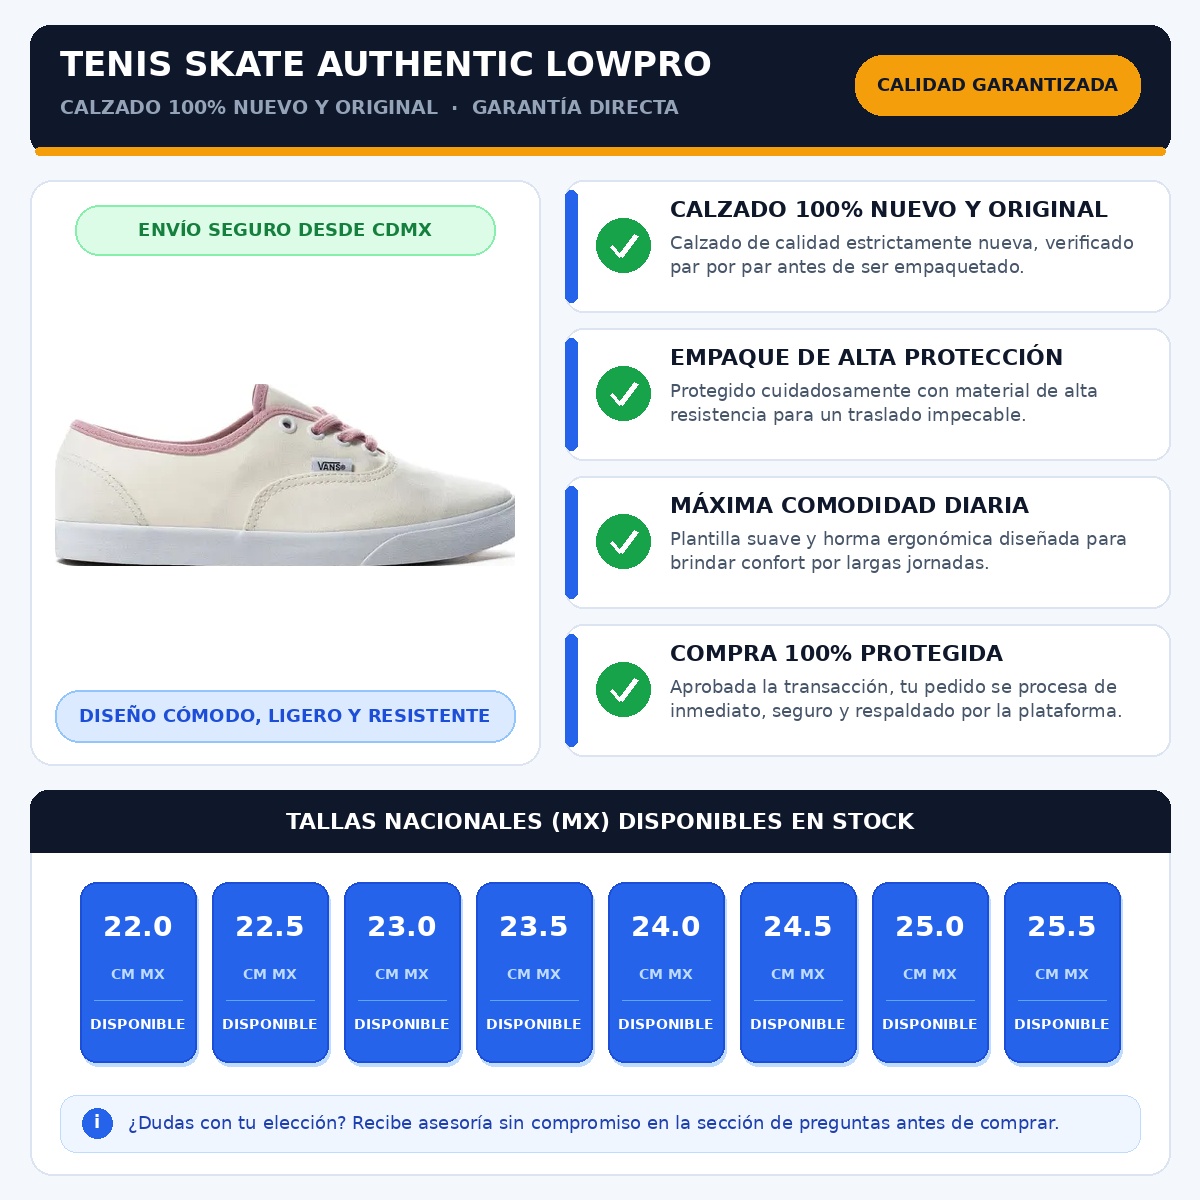 TENIS SKATE AUTHENTIC LOWPRO
CALZADO 100% NUEVO Y ORIGINAL · GARANTÍA DIRECTA
CALIDAD GARANTIZADA
ENVÍO SEGURO DESDE CDMX
VANS
DISEÑO CÓMODO, LIGERO Y RESISTENTE
CALZADO 100% NUEVO Y ORIGINAL
Calzado de calidad estrictamente nueva, verificado
par por par antes de ser empaquetado.
EMPAQUE DE ALTA PROTECCIÓN
Protegido cuidadosamente con material de alta
resistencia para un traslado impecable.
MÁXIMA COMODIDAD DIARIA
Plantilla suave y horma ergonómica diseñada para
brindar confort por largas jornadas.
COMPRA 100% PROTEGIDA
Aprobada la transacción, tu pedido se procesa de
inmediato, seguro y respaldado por la plataforma.
TALLAS NACIONALES (MX) DISPONIBLES EN STOCK
22.0 22.5 23.0 23.5 24.0 24.5 25.0 25.5
CM MX CM MX CM MX CM MX CM MX CM MX CM MX CM MX
DISPONIBLE DISPONIBLE DISPONIBLE DISPONIBLE DISPONIBLE DISPONIBLE DISPONIBLE DISPONIBLE
i ¿Dudas con tu elección? Recibe asesoría sin compromiso en la sección de preguntas antes de comprar.